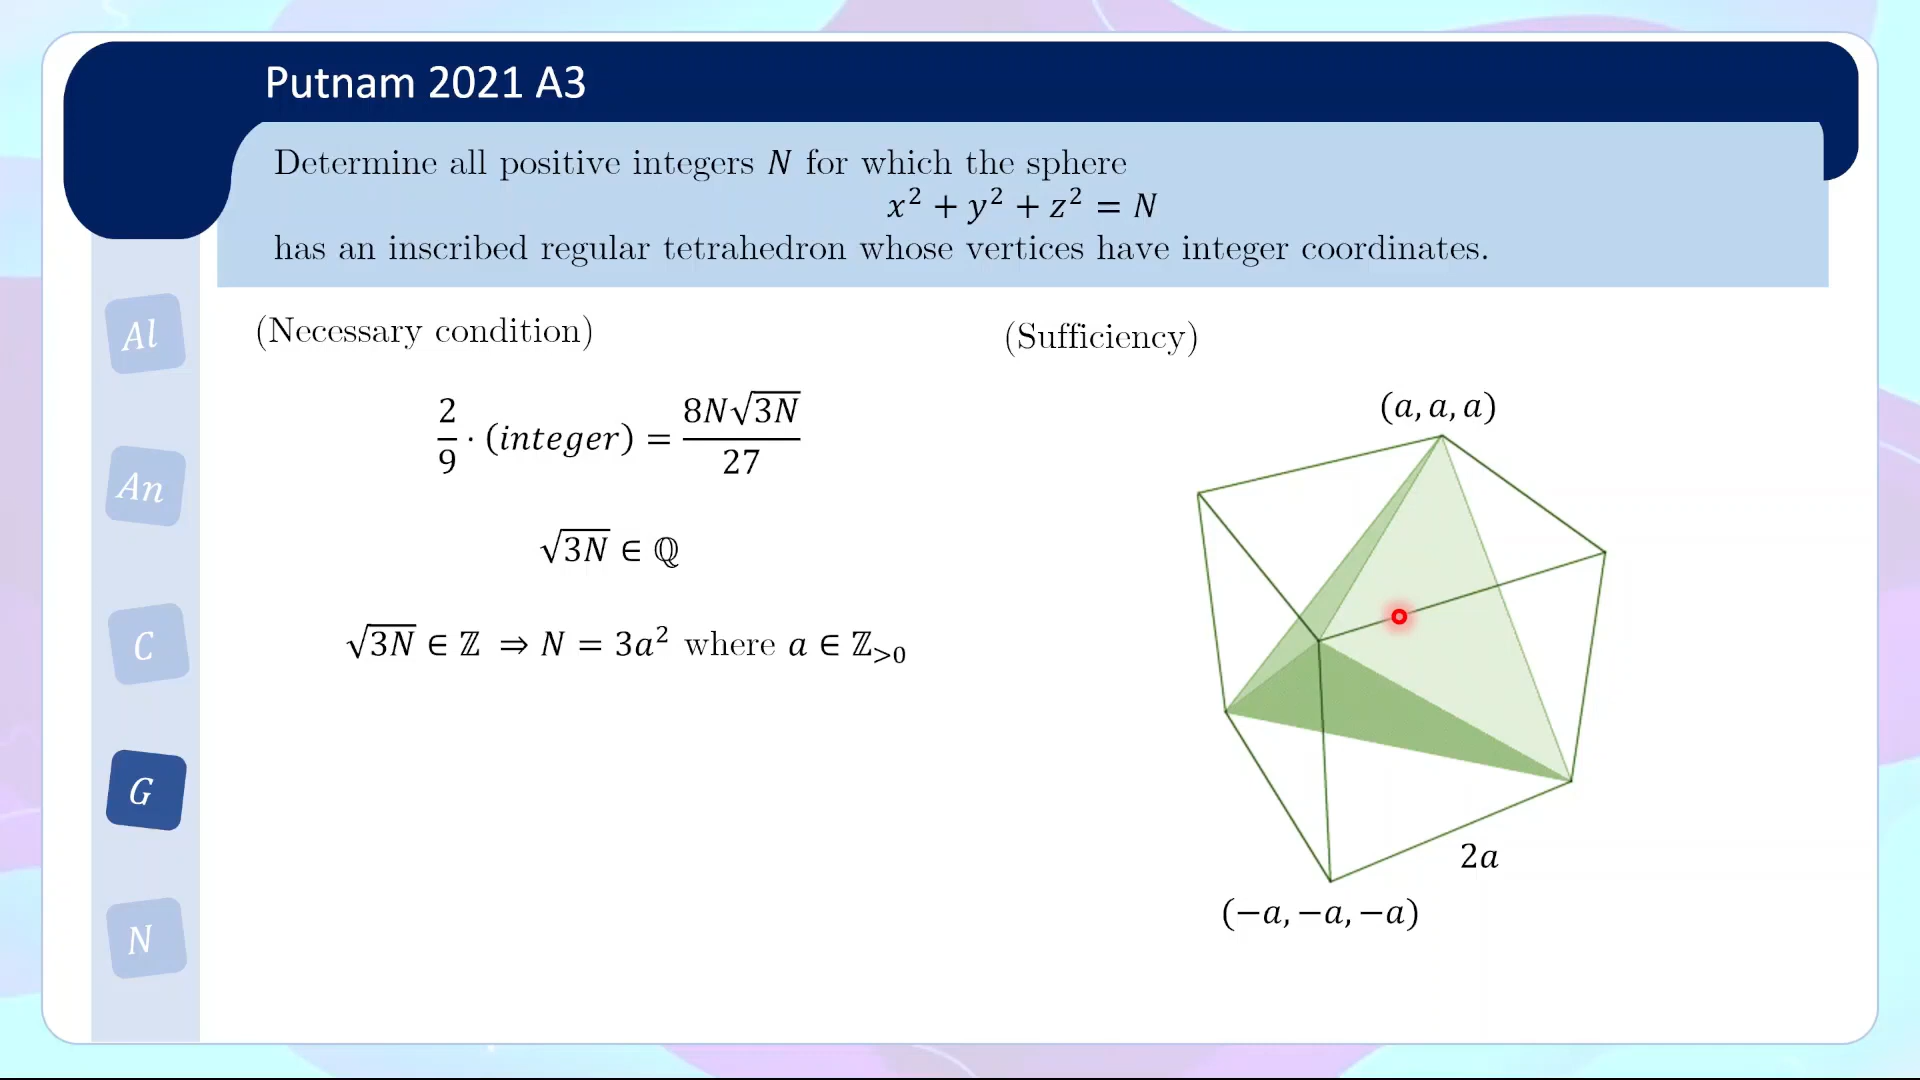 Putnam 2021 A3
Determine all positive integers N for which the sphere
x² + y² + z² = N
has an inscribed regular tetrahedron whose vertices have integer coordinates.
Al
An
C
G
N
(Necessary condition)
2/9 · (integer) = 8N√(3N)/27
√(3N) ∈ ℚ
√(3N) ∈ ℤ ⇒ N = 3a² where a ∈ ℤ_{>0}
(Sufficiency)
(a, a, a)
2a
(−a, −a, −a)